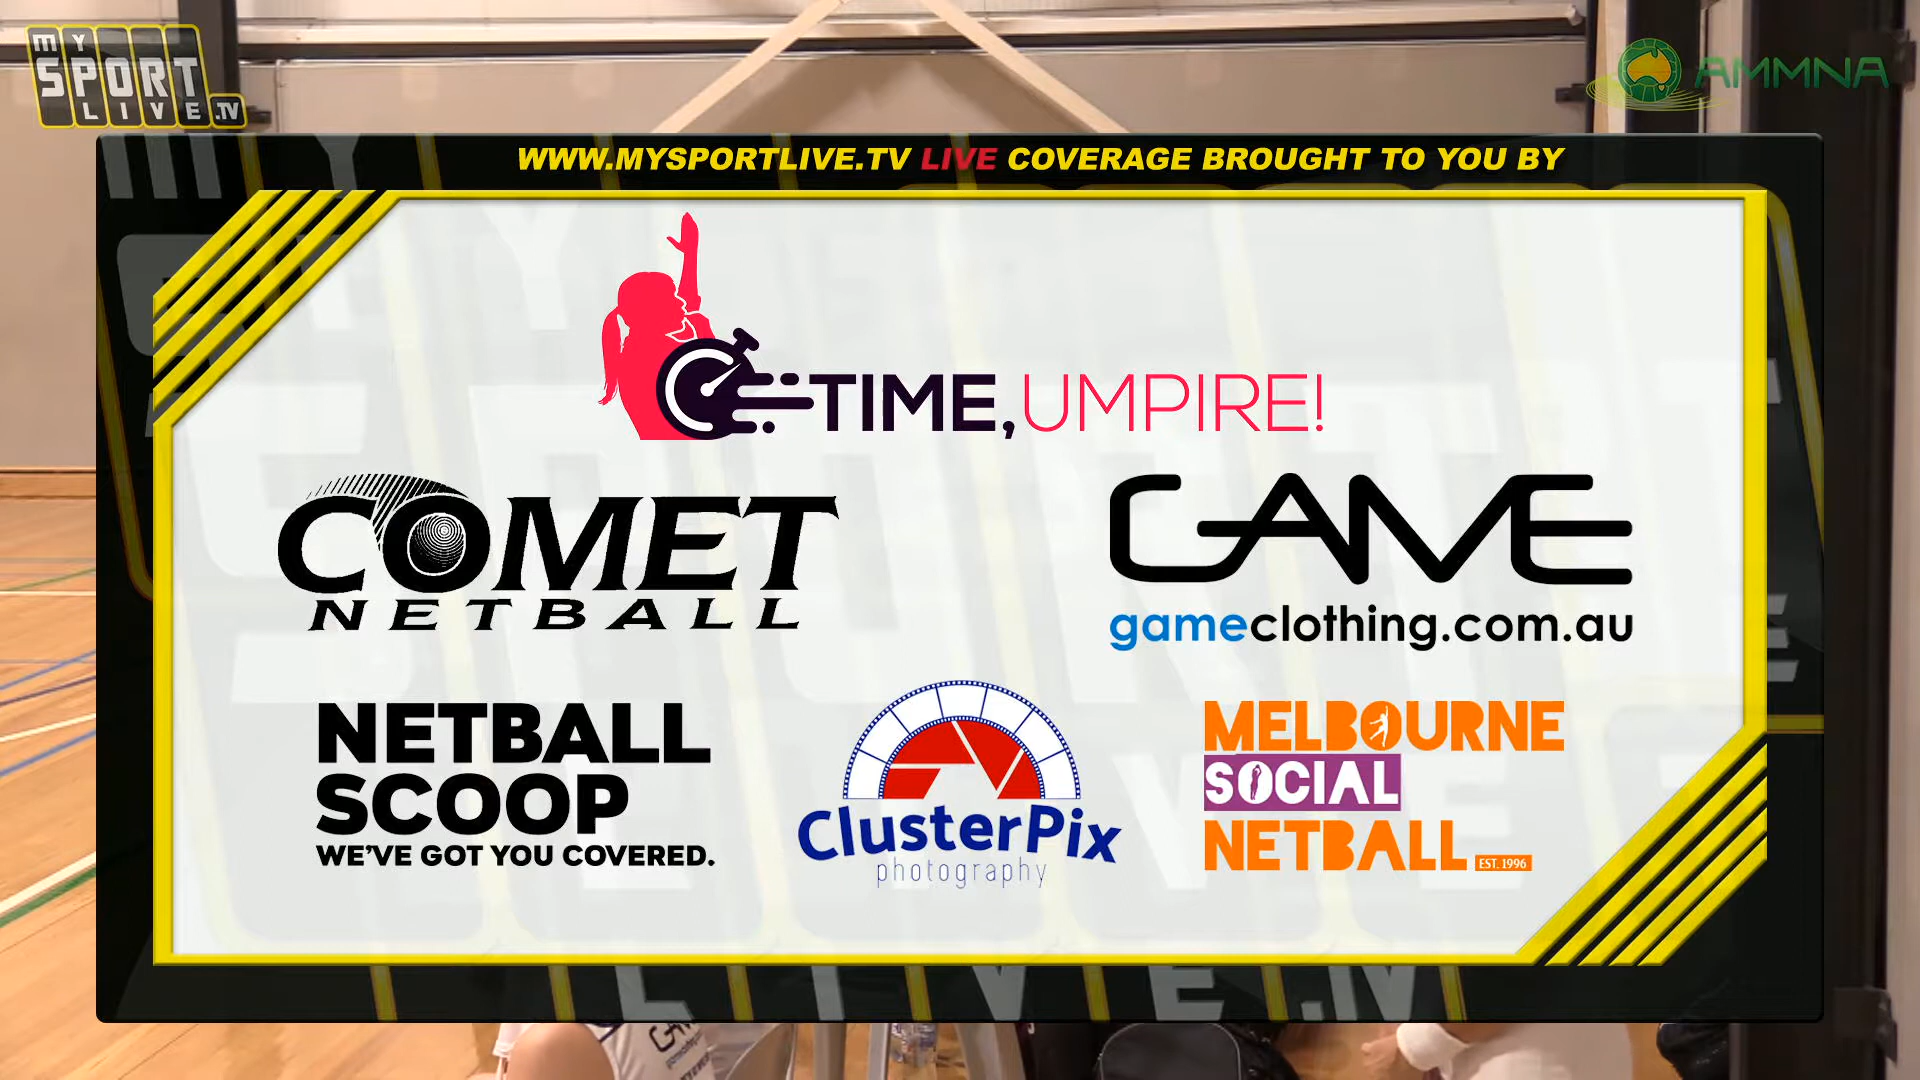 MY
SPORT
LIVE.TV
AMMNA
WWW.MYSPORTLIVE.TV LIVE COVERAGE BROUGHT TO YOU BY
TIME, UMPIRE!
COMET
NETBALL
GAME
gameclothing.com.au
NETBALL
SCOOP
WE'VE GOT YOU COVERED.
ClusterPix
photography
MELBOURNE
SOCIAL
NETBALL
EST. 1996